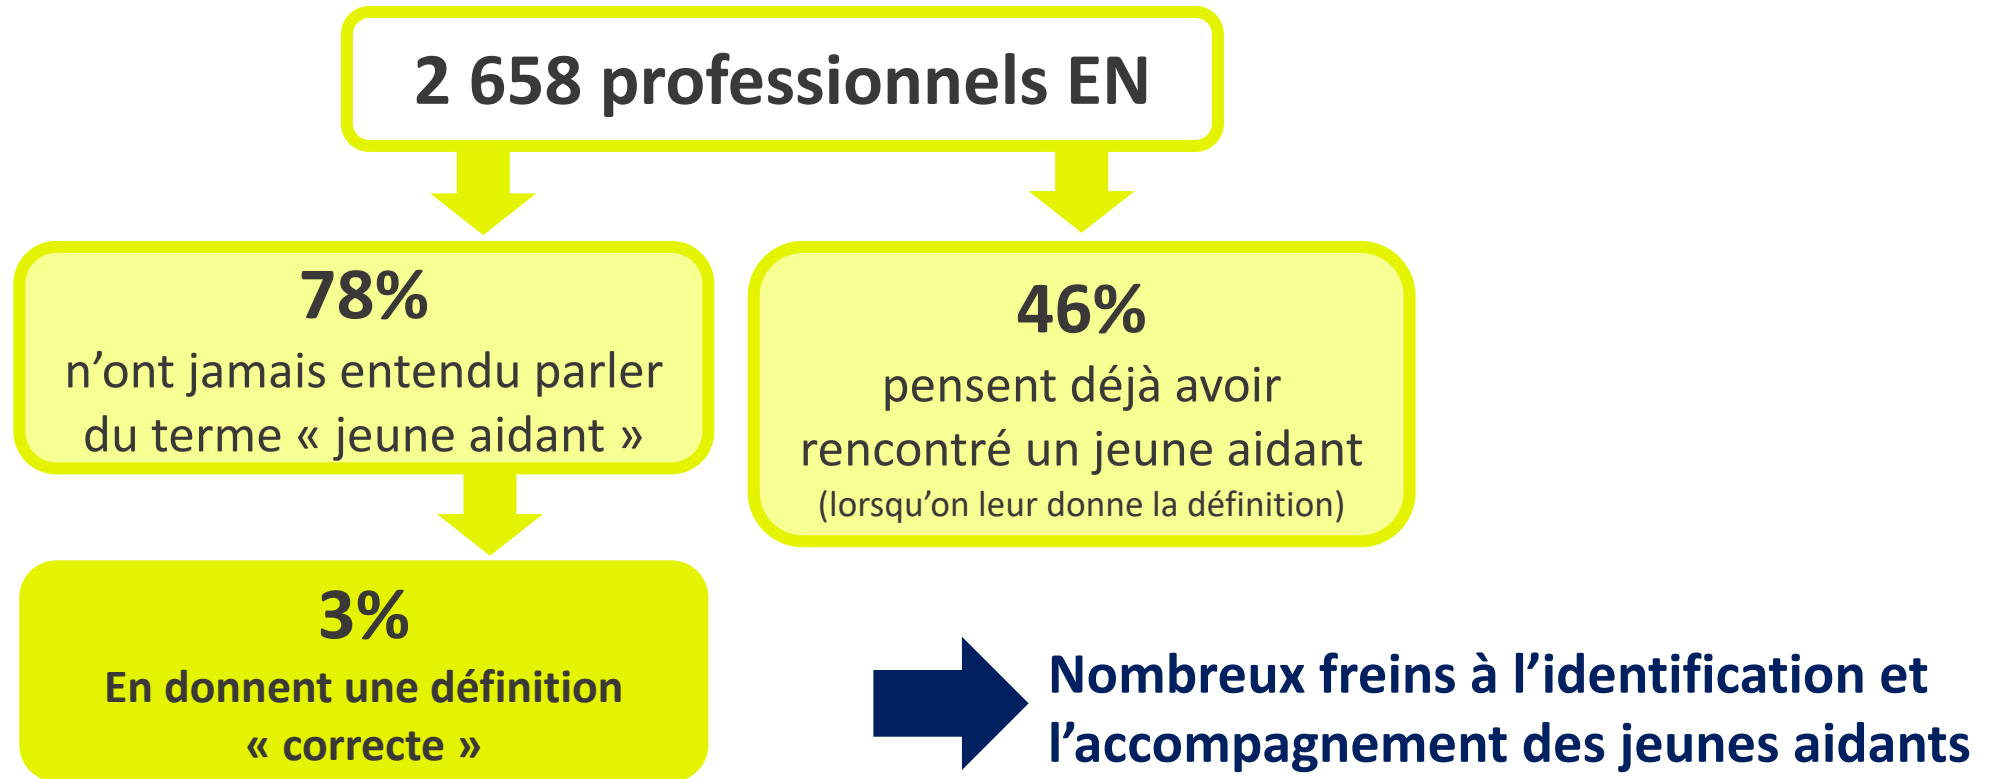 2 658 professionnels EN
78%
n’ont jamais entendu parler
du terme « jeune aidant »
46%
pensent déjà avoir
rencontré un jeune aidant
(lorsqu’on leur donne la définition)
3%
En donnent une définition
« correcte »
Nombreux freins à l’identification et
l’accompagnement des jeunes aidants